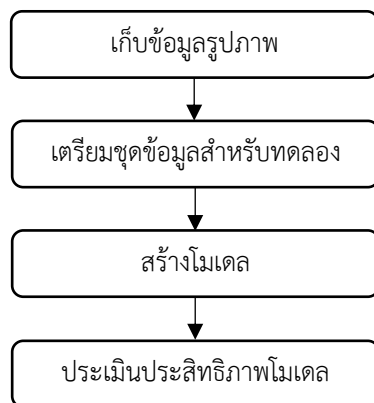 เก็บข้อมูลรูปภาพ
เตรียมชุดข้อมูลสำหรับทดลอง
สร้างโมเดล
ประเมินประสิทธิภาพโมเดล